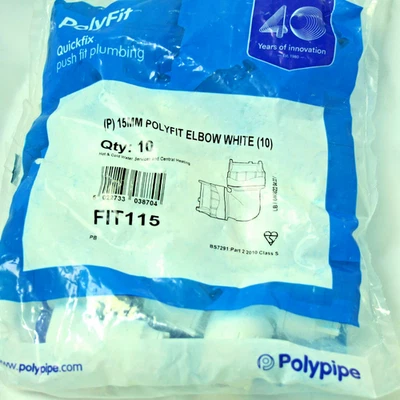 PolyFit
Quickfix
push fit plumbing
40
Years of innovation
(P) 15MM POLYFIT ELBOW WHITE (10)
Qty: 10
Hot & Cold Water Services and Central Heating
038704
FIT115
PB
BS7291 Part 2 2010 Class S
www.polypipe.com
Polypipe